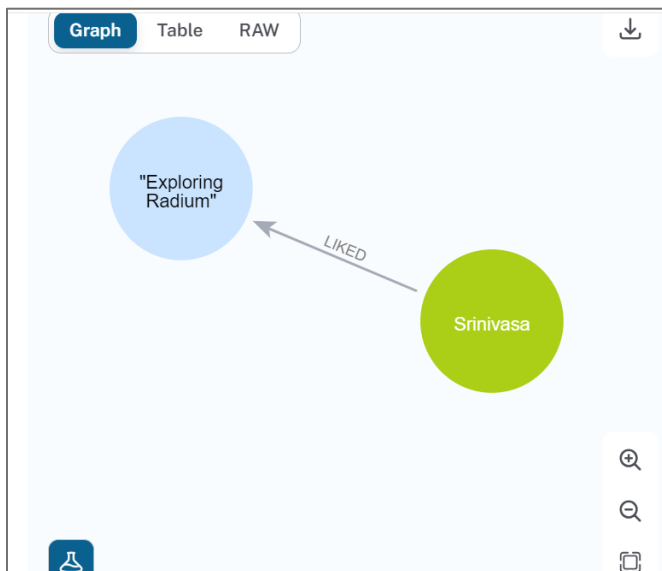 Graph Table RAW
"Exploring
Radium"
LIKED
Srinivasa